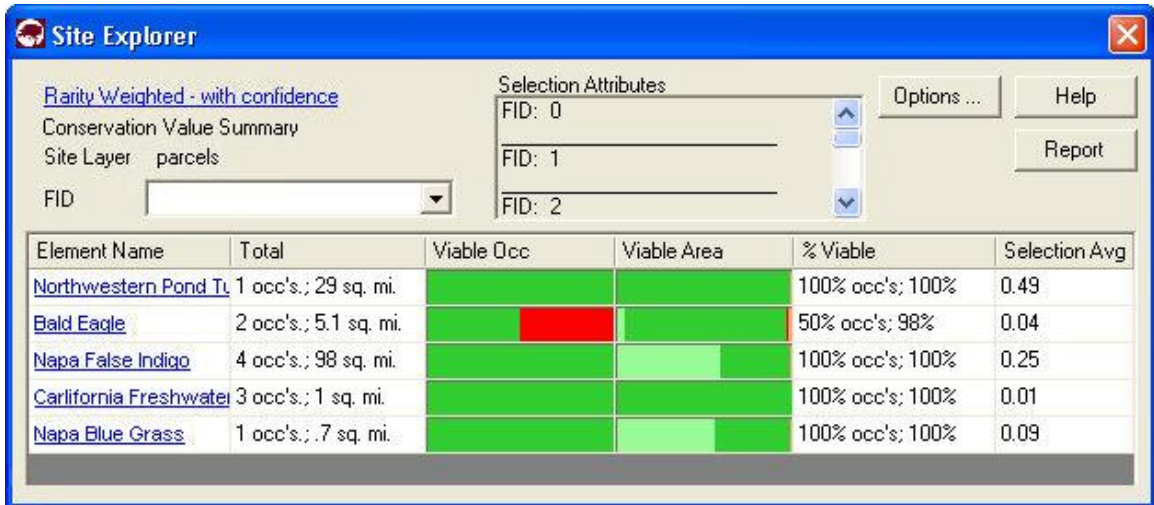 Site Explorer
Rarity Weighted - with confidence
Conservation Value Summary
Site Layer parcels
FID
Selection Attributes
FID: 0
FID: 1
FID: 2
Options ...
Help
Report
Element Name Total Viable Occ Viable Area % Viable Selection Avg
Northwestern Pond Tu 1 occ's.; 29 sq. mi. 100% occ's; 100% 0.49
Bald Eagle 2 occ's.; 5.1 sq. mi. 50% occ's; 98% 0.04
Napa False Indigo 4 occ's.; 98 sq. mi. 100% occ's; 100% 0.25
Carlifornia Freshwater 3 occ's.; 1 sq. mi. 100% occ's; 100% 0.01
Napa Blue Grass 1 occ's.; .7 sq. mi. 100% occ's; 100% 0.09